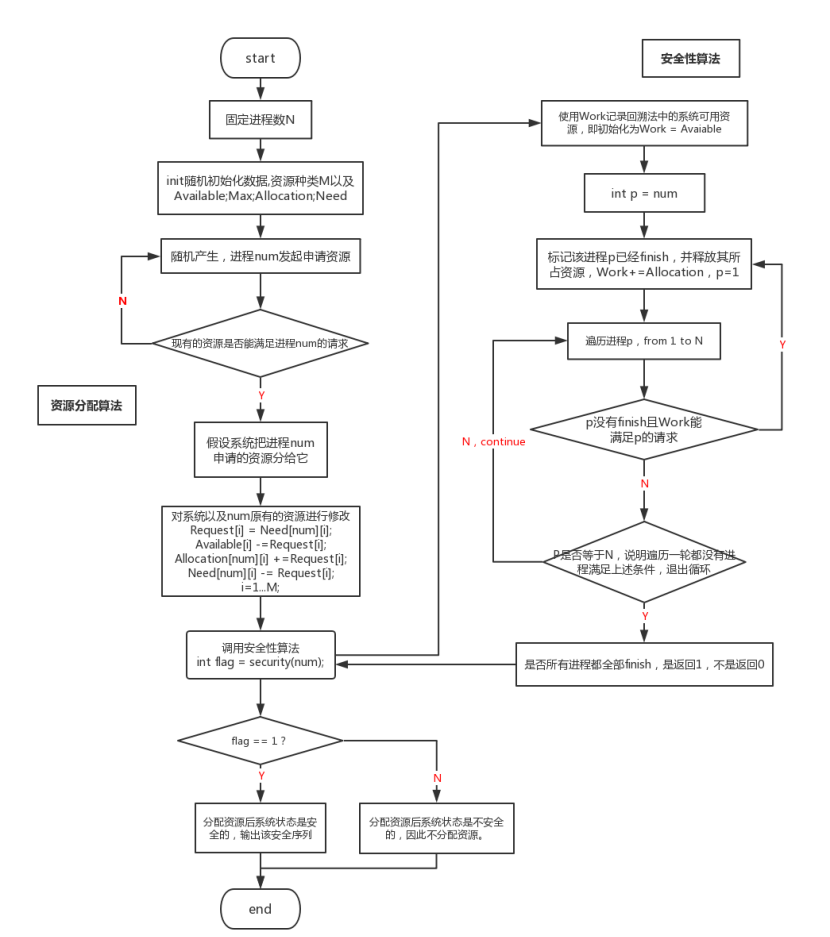 start
固定进程数N
init随机初始化数据,资源种类M以及
Available;Max;Allocation;Need
随机产生，进程num发起申请资源
N
现有的资源是否能满足进程num的请求
Y
资源分配算法
假设系统把进程num
申请的资源分给它
对系统以及num原有的资源进行修改
Request[i] = Need[num][i];
Available[i] -=Request[i];
Allocation[num][i] +=Request[i];
Need[num][i] -= Request[i];
i=1...M;
调用安全性算法
int flag = security(num);
flag == 1 ?
Y
N
分配资源后系统状态是安
全的，输出该安全序列
分配资源后系统状态是不安全
的，因此不分配资源。
end
安全性算法
使用Work记录回溯法中的系统可用资
源，即初始化为Work = Avaiable
int p = num
标记该进程p已经finish，并释放其所
占资源，Work+=Allocation，p=1
遍历进程p，from 1 to N
Y
p没有finish且Work能
满足p的请求
N，continue
N
P是否等于N，说明遍历一轮都没有进
程满足上述条件，退出循环
Y
是否所有进程都全部finish，是返回1，不是返回0